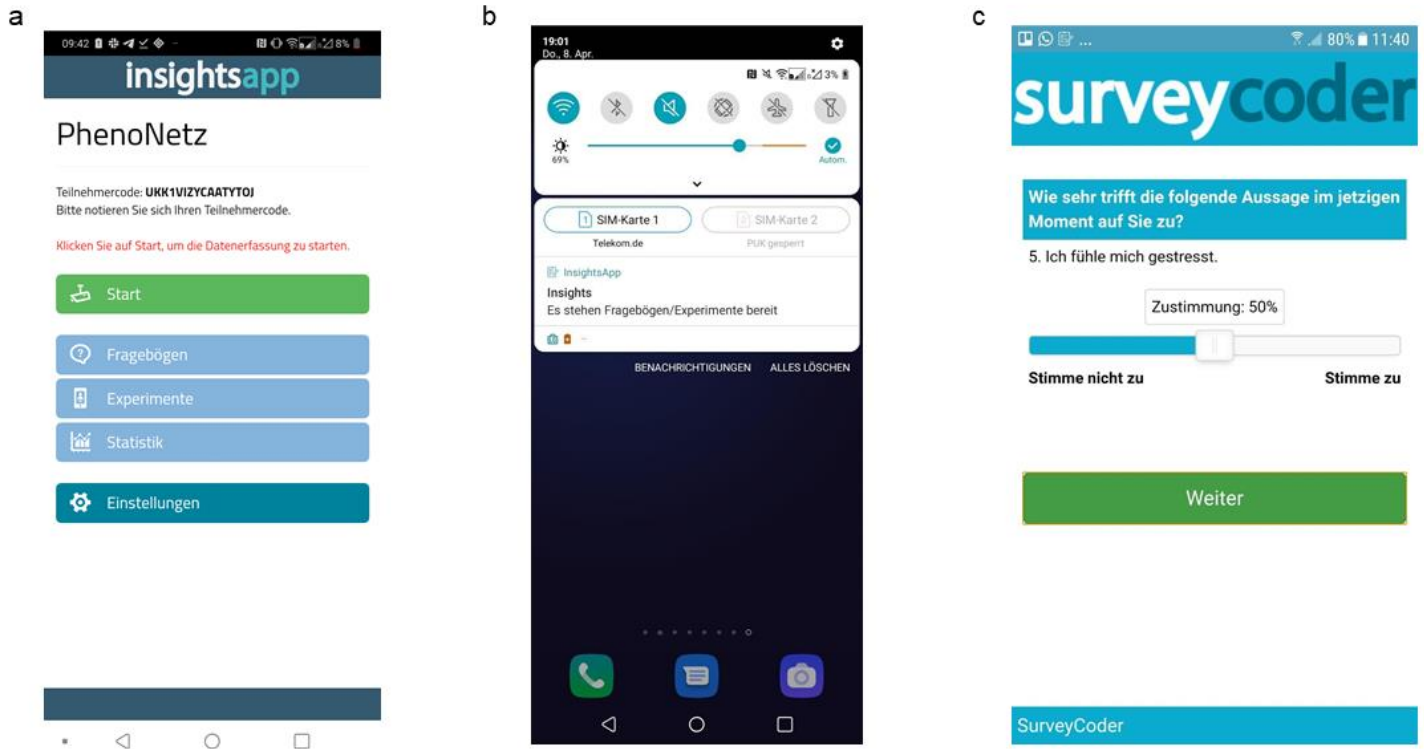 a
09:42
8%
insightsapp
PhenoNetz
Teilnehmercode: UKK1VIZYCAATYTOJ
Bitte notieren Sie sich Ihren Teilnehmercode.
Klicken Sie auf Start, um die Datenerfassung zu starten.
Start
Fragebögen
Experimente
Statistik
Einstellungen
b
19:01
Do., 8. Apr.
3%
69%
Autom.
1 SIM-Karte 1
SIM-Karte 2
Telekom.de
PUK gesperrt
InsightsApp
Insights
Es stehen Fragebögen/Experimente bereit
BENACHRICHTIGUNGEN ALLES LÖSCHEN
c
... 80% 11:40
surveycoder
Wie sehr trifft die folgende Aussage im jetzigen
Moment auf Sie zu?
5. Ich fühle mich gestresst.
Zustimmung: 50%
Stimme nicht zu Stimme zu
Weiter
SurveyCoder